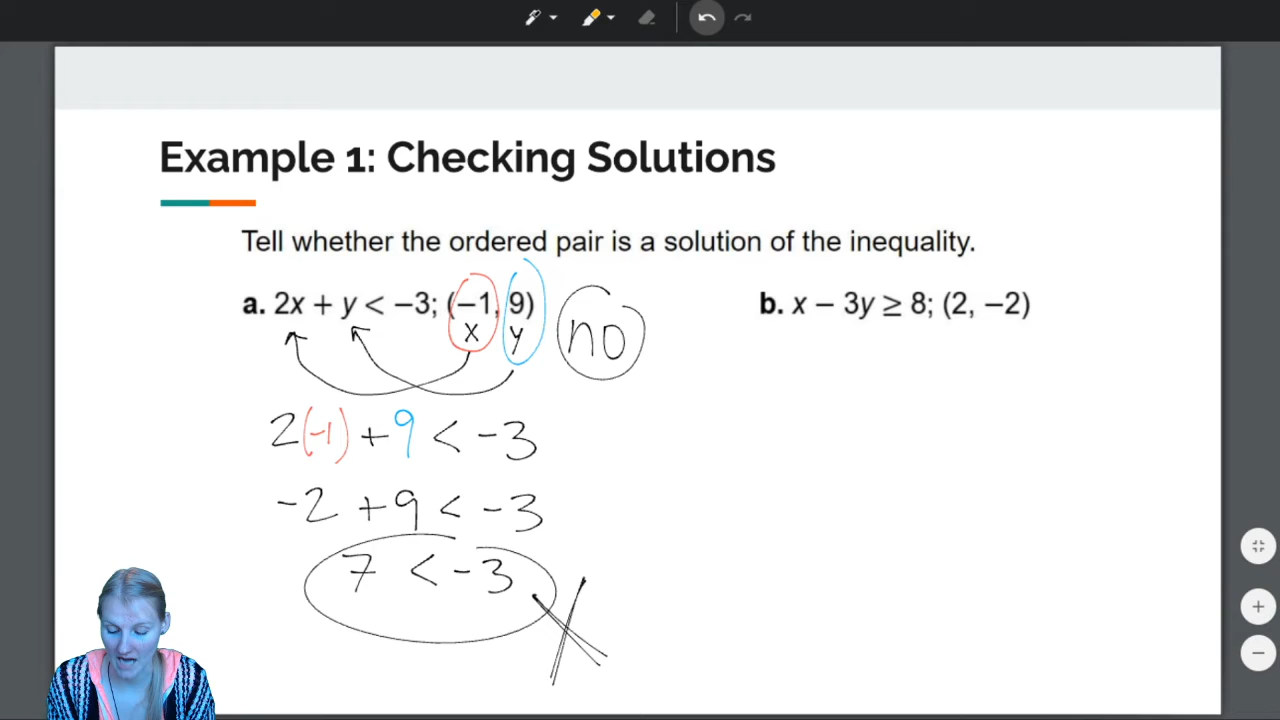 Example 1: Checking Solutions
Tell whether the ordered pair is a solution of the inequality.
a. 2x + y < −3; (−1, 9) no
x y
b. x − 3y ≥ 8; (2, −2)
2(-1) + 9 < -3
-2 + 9 < -3
7 < -3